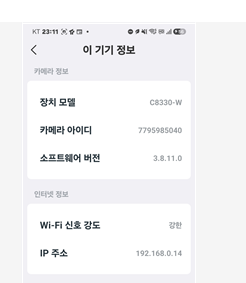 KT 23:11
이 기기 정보
카메라 정보
장치 모델 C8330-W
카메라 아이디 7795985040
소프트웨어 버전 3.8.11.0
인터넷 정보
Wi-Fi 신호 강도 강한
IP 주소 192.168.0.14